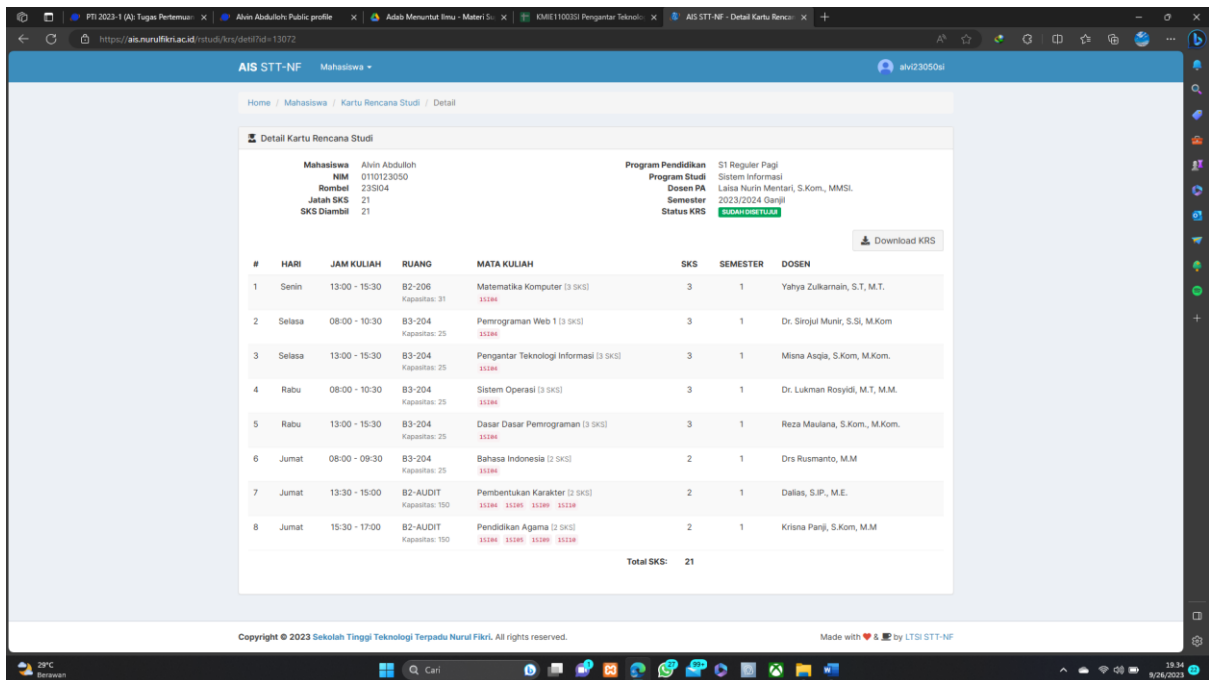 PTI 2023-1 (A): Tugas Pertemuan
Alvin Abdulloh: Public profile
Adab Menuntut Ilmu - Materi Su
KMIE11003SI Pengantar Teknolo
AIS STT-NF - Detail Kartu Rencan
https://ais.nurulfikri.ac.id/rstudi/krs/detil?id=13072
AIS STT-NF Mahasiswa
alvi23050si
Home / Mahasiswa / Kartu Rencana Studi / Detail
Detail Kartu Rencana Studi
Mahasiswa Alvin Abdulloh
NIM 0110123050
Rombel 23SI04
Jatah SKS 21
SKS Diambil 21
Program Pendidikan S1 Reguler Pagi
Program Studi Sistem Informasi
Dosen PA Laisa Nurin Mentari, S.Kom., MMSI.
Semester 2023/2024 Ganjil
Status KRS SUDAH DISETUJUI
Download KRS
# HARI JAM KULIAH RUANG MATA KULIAH SKS SEMESTER DOSEN
1 Senin 13:00 - 15:30 B2-206 Matematika Komputer [3 SKS] 3 1 Yahya Zulkarnain, S.T, M.T.
Kapasitas: 31 1SI04
2 Selasa 08:00 - 10:30 B3-204 Pemrograman Web 1 [3 SKS] 3 1 Dr. Sirojul Munir, S.Si, M.Kom
Kapasitas: 25 1SI04
3 Selasa 13:00 - 15:30 B3-204 Pengantar Teknologi Informasi [3 SKS] 3 1 Misna Asqia, S.Kom, M.Kom.
Kapasitas: 25 1SI04
4 Rabu 08:00 - 10:30 B3-204 Sistem Operasi [3 SKS] 3 1 Dr. Lukman Rosyidi, M.T, M.M.
Kapasitas: 25 1SI04
5 Rabu 13:00 - 15:30 B3-204 Dasar Dasar Pemrograman [3 SKS] 3 1 Reza Maulana, S.Kom., M.Kom.
Kapasitas: 25 1SI04
6 Jumat 08:00 - 09:30 B3-204 Bahasa Indonesia [2 SKS] 2 1 Drs Rusmanto, M.M
Kapasitas: 25 1SI04
7 Jumat 13:30 - 15:00 B2-AUDIT Pembentukan Karakter [2 SKS] 2 1 Dalias, S.IP., M.E.
Kapasitas: 150 1SI04 1SI05 1SI09 1SI10
8 Jumat 15:30 - 17:00 B2-AUDIT Pendidikan Agama [2 SKS] 2 1 Krisna Panji, S.Kom, M.M
Kapasitas: 150 1SI04 1SI05 1SI09 1SI10
Total SKS: 21
Copyright © 2023 Sekolah Tinggi Teknologi Terpadu Nurul Fikri. All rights reserved.
Made with ❤ & by LTSI STT-NF
29°C
Berawan
Cari
99+
19.34
9/26/2023
22